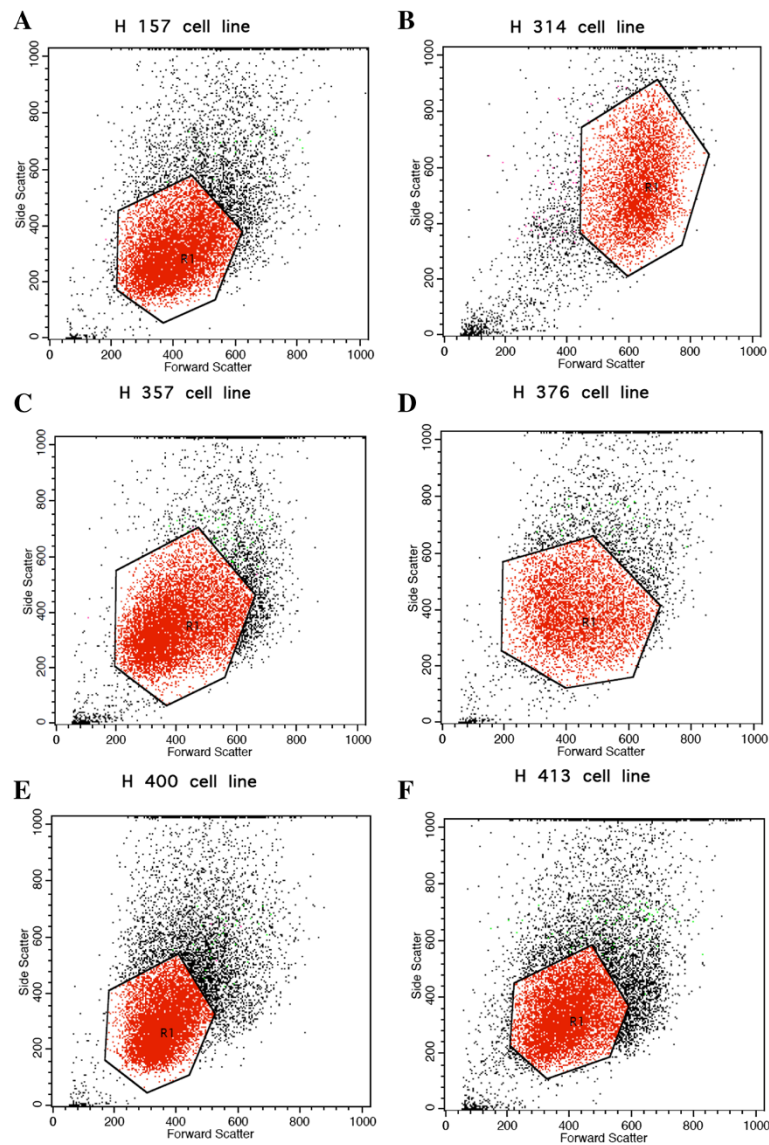 A
H 157 cell line
Side Scatter
0 200 400 600 800 1000
R1
0 200 400 600 800 1000
Forward Scatter
B
H 314 cell line
Side Scatter
0 200 400 600 800 1000
R1
0 200 400 600 800 1000
Forward Scatter
C
H 357 cell line
Side Scatter
0 200 400 600 800 1000
R1
0 200 400 600 800 1000
Forward Scatter
D
H 376 cell line
Side Scatter
0 200 400 600 800 1000
R1
0 200 400 600 800 1000
Forward Scatter
E
H 400 cell line
Side Scatter
0 200 400 600 800 1000
R1
0 200 400 600 800 1000
Forward Scatter
F
H 413 cell line
Side Scatter
0 200 400 600 800 1000
R1
0 200 400 600 800 1000
Forward Scatter